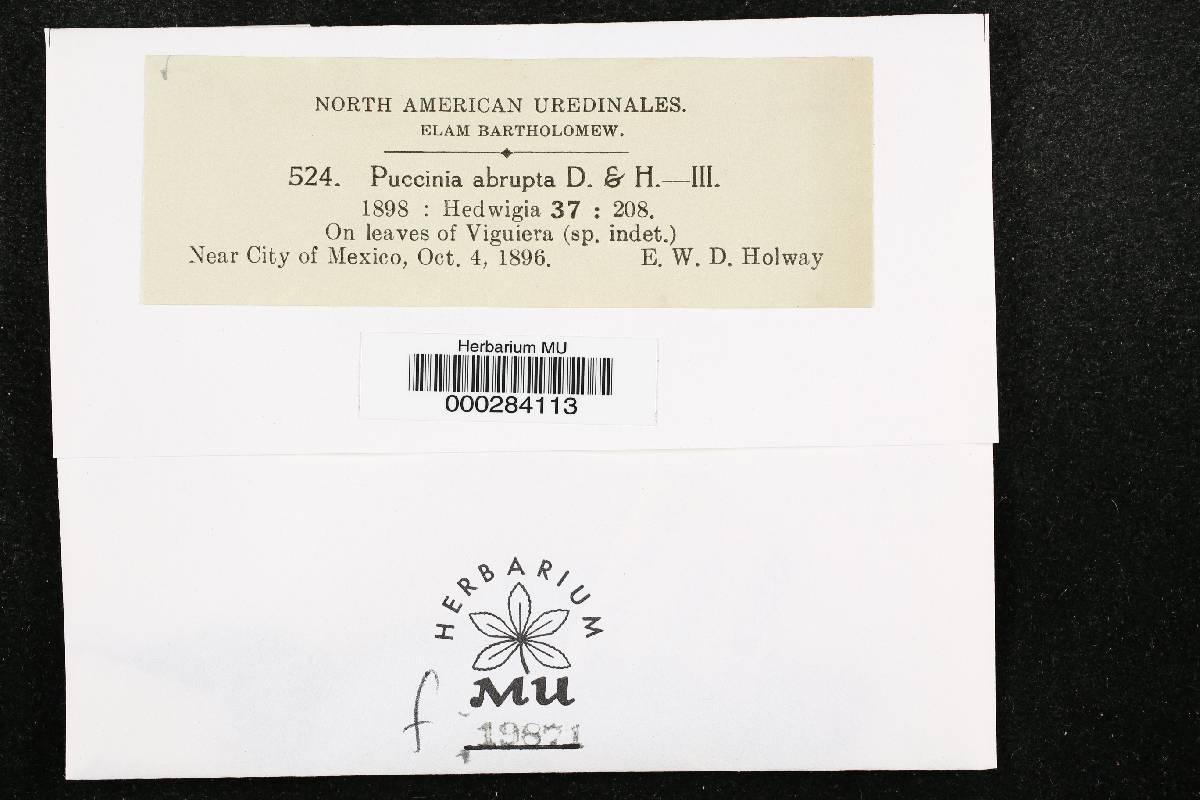 NORTH AMERICAN UREDINALES.
ELAM BARTHOLOMEW.
524. Puccinia abrupta D. & H.—III.
1898 : Hedwigia 37 : 208.
On leaves of Viguiera (sp. indet.)
Near City of Mexico, Oct. 4, 1896. E. W. D. Holway
Herbarium MU
000284113
HERBARIUM
MU
f 19871